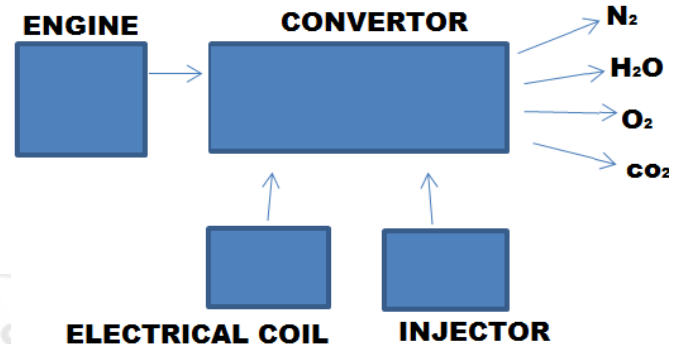 ENGINE
CONVERTOR
N₂
H₂O
O₂
co₂
ELECTRICAL COIL
INJECTOR